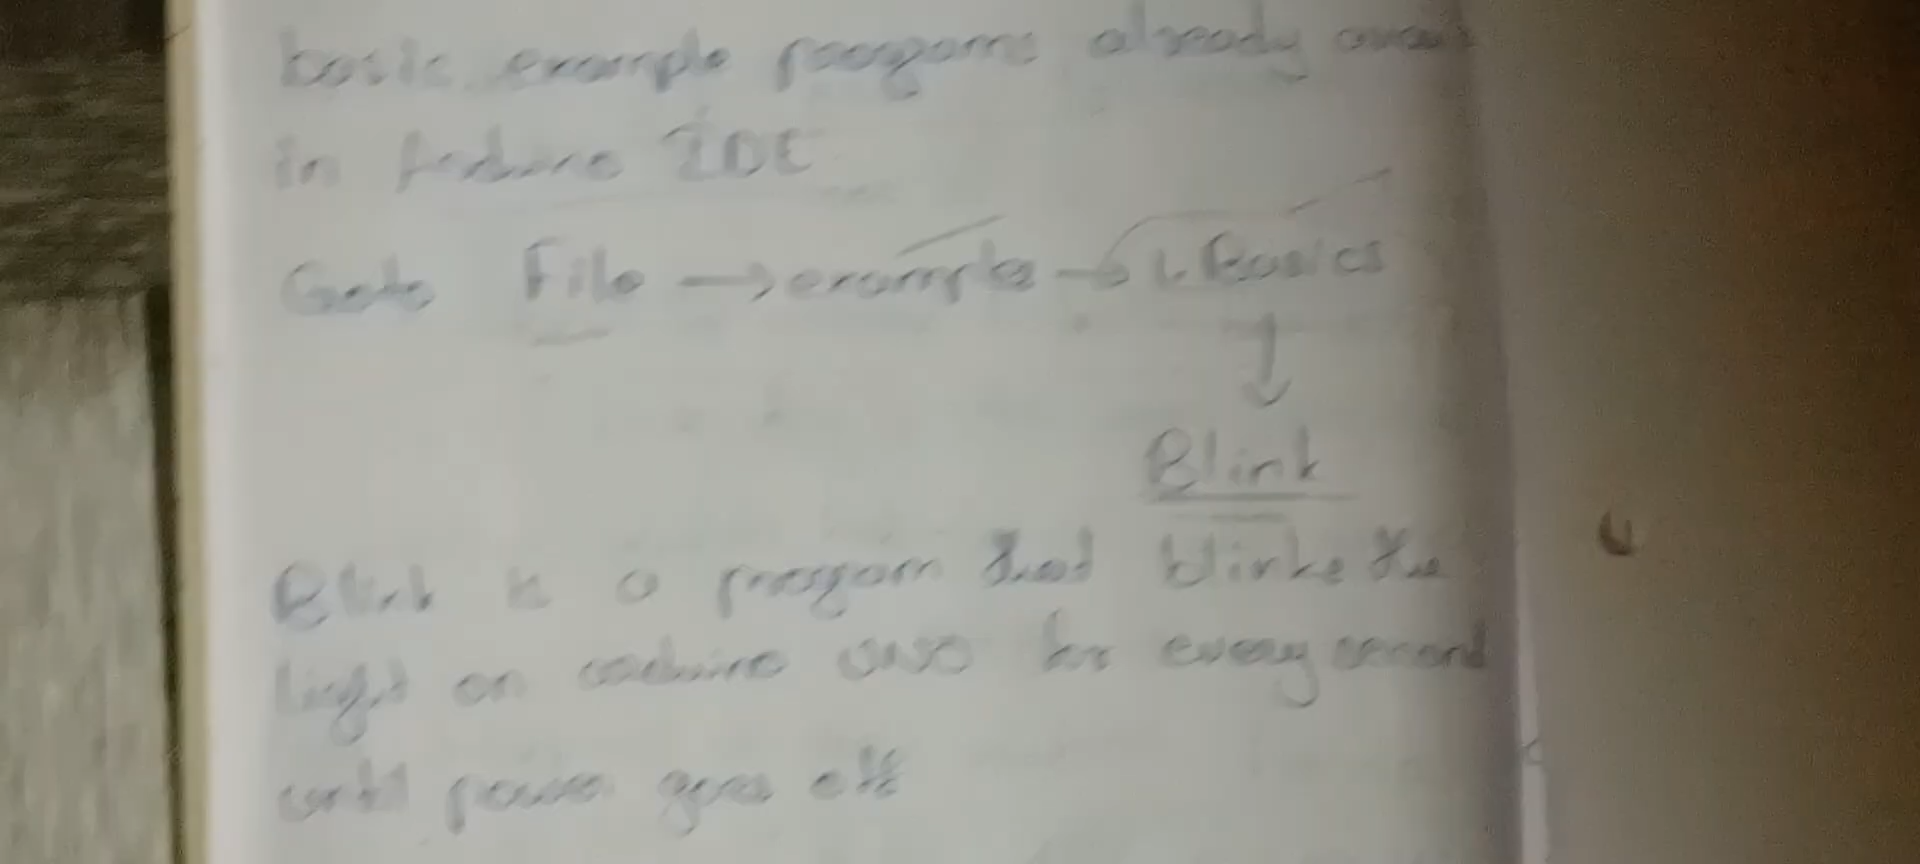 basic example programs already avail
in Arduino IDE
Goto File → example → 1. Basics
↓
Blink
Blink is a program that blinks the
light on arduino UNO for every second
until power goes off